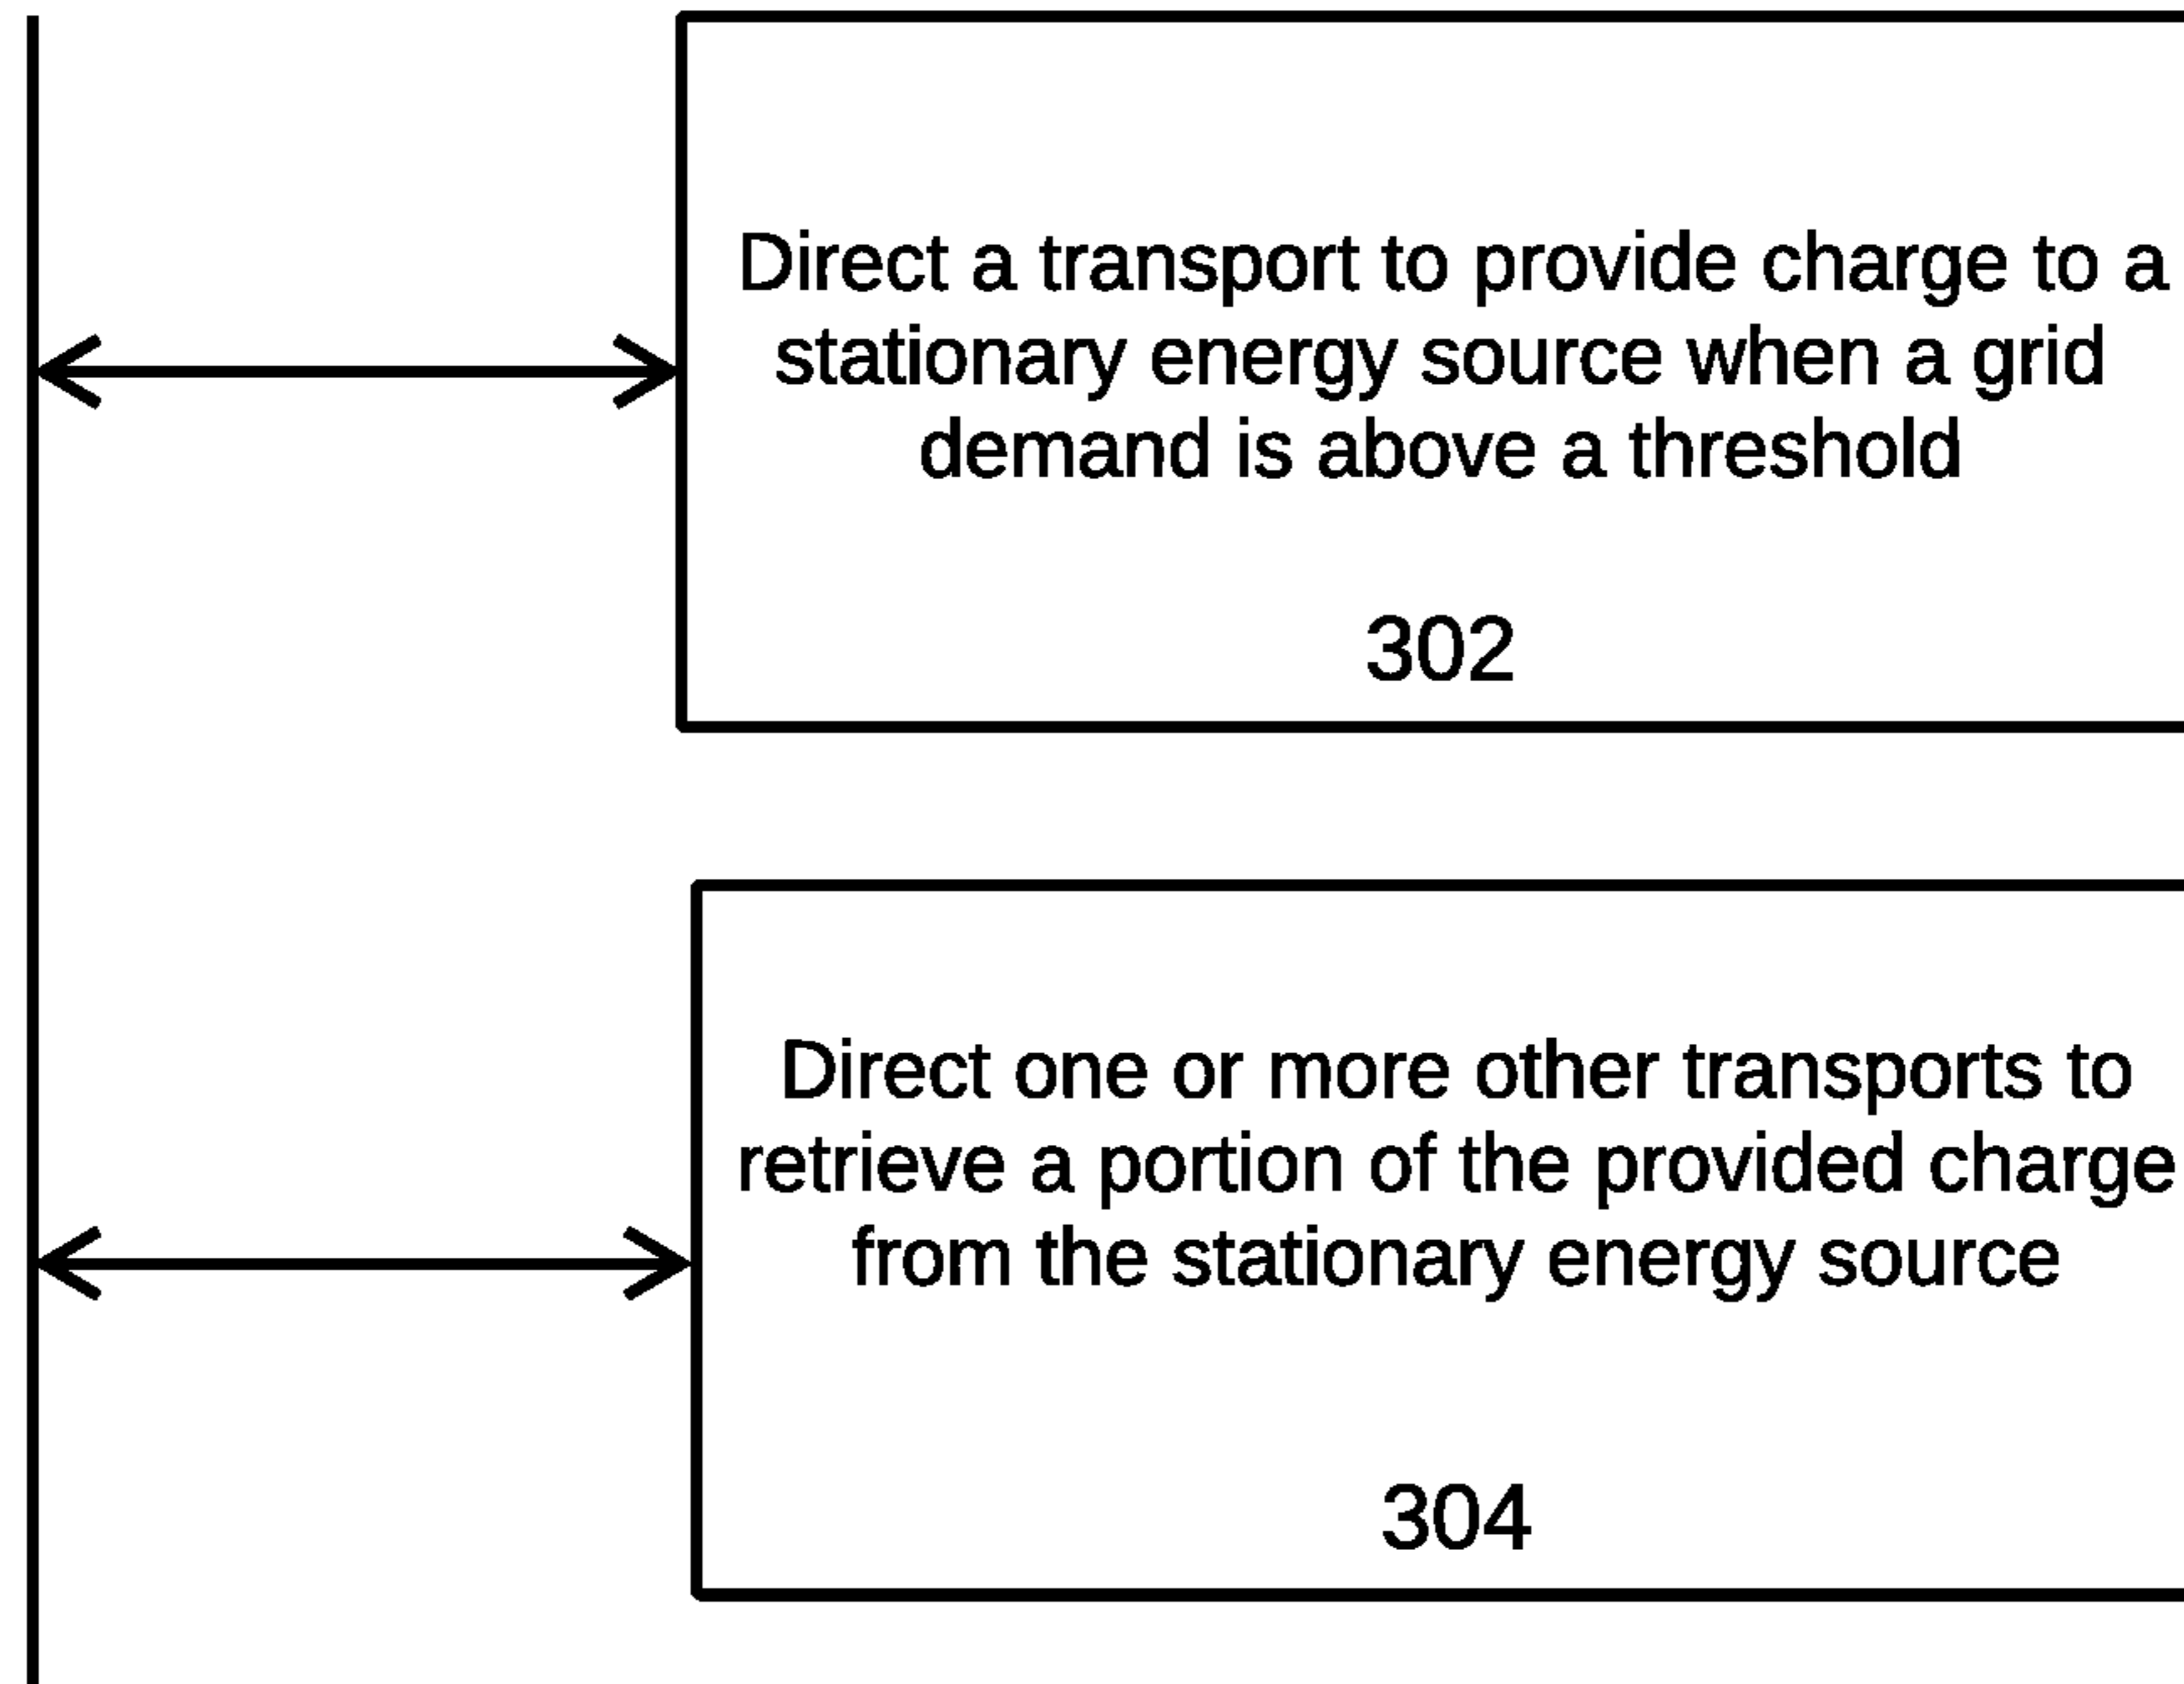 Direct a transport to provide charge to a
stationary energy source when a grid
demand is above a threshold
302
Direct one or more other transports to
retrieve a portion of the provided charge
from the stationary energy source
304